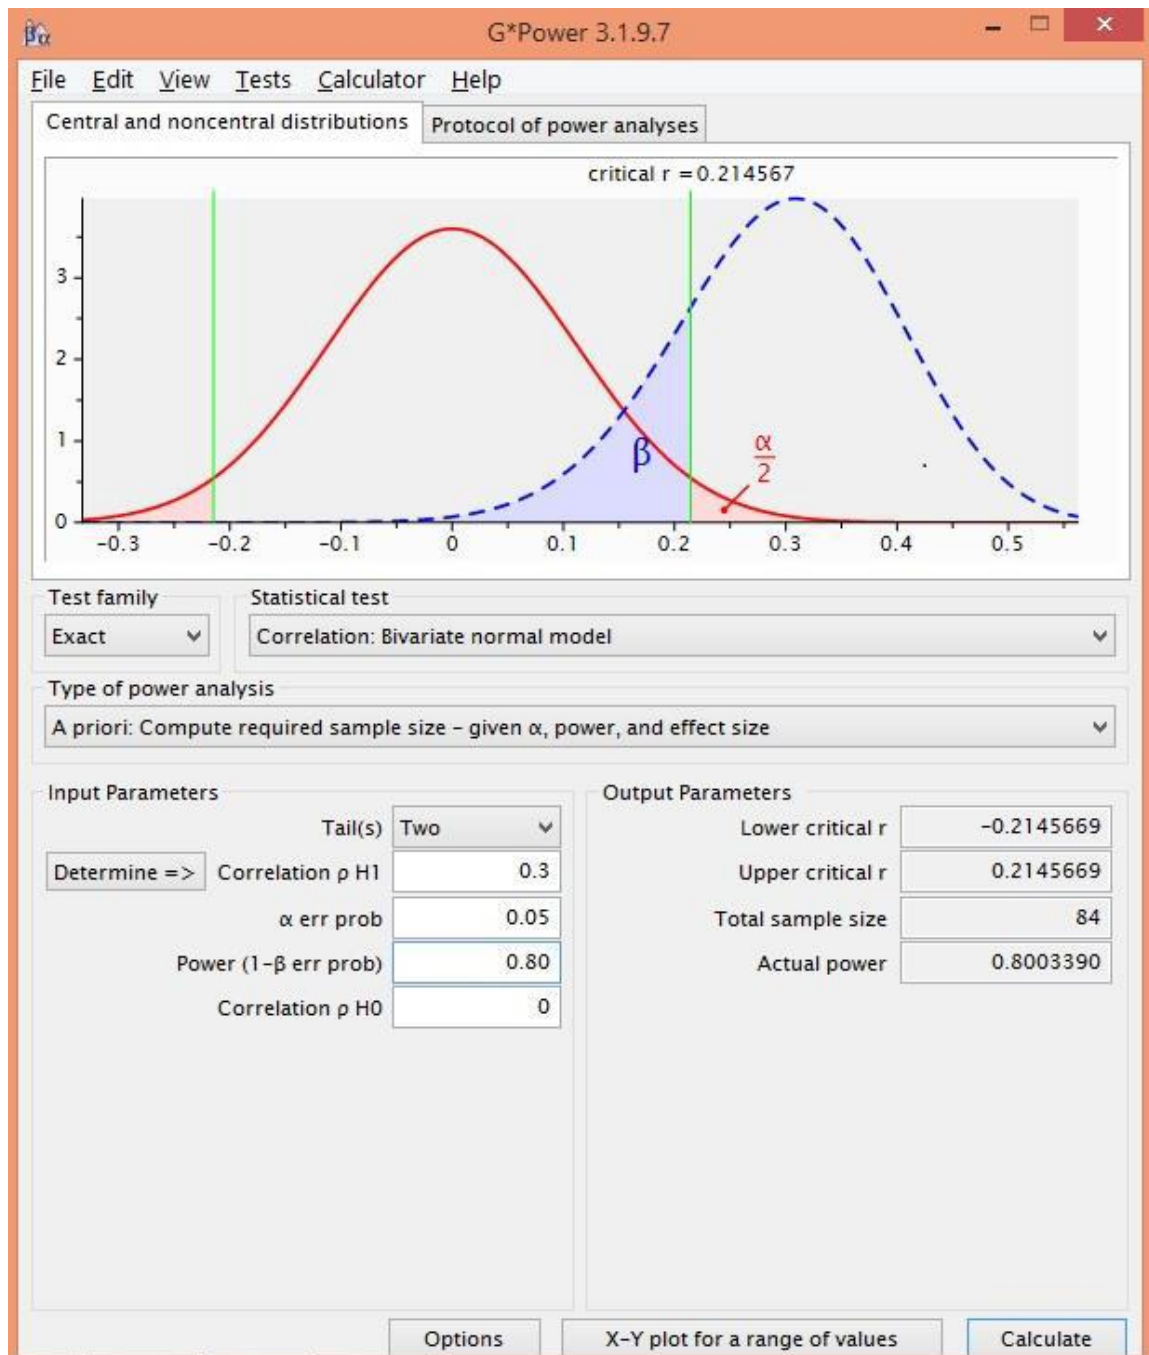 βα G*Power 3.1.9.7
File Edit View Tests Calculator Help
Central and noncentral distributions Protocol of power analyses
critical r = 0.214567
3
2
1
0
β
α
2
-0.3 -0.2 -0.1 0 0.1 0.2 0.3 0.4 0.5
Test family Statistical test
Exact Correlation: Bivariate normal model
Type of power analysis
A priori: Compute required sample size - given α, power, and effect size
Input Parameters Output Parameters
Tail(s) Two Lower critical r -0.2145669
Determine => Correlation ρ H1 0.3 Upper critical r 0.2145669
α err prob 0.05 Total sample size 84
Power (1-β err prob) 0.80 Actual power 0.8003390
Correlation ρ H0 0
Options X-Y plot for a range of values Calculate